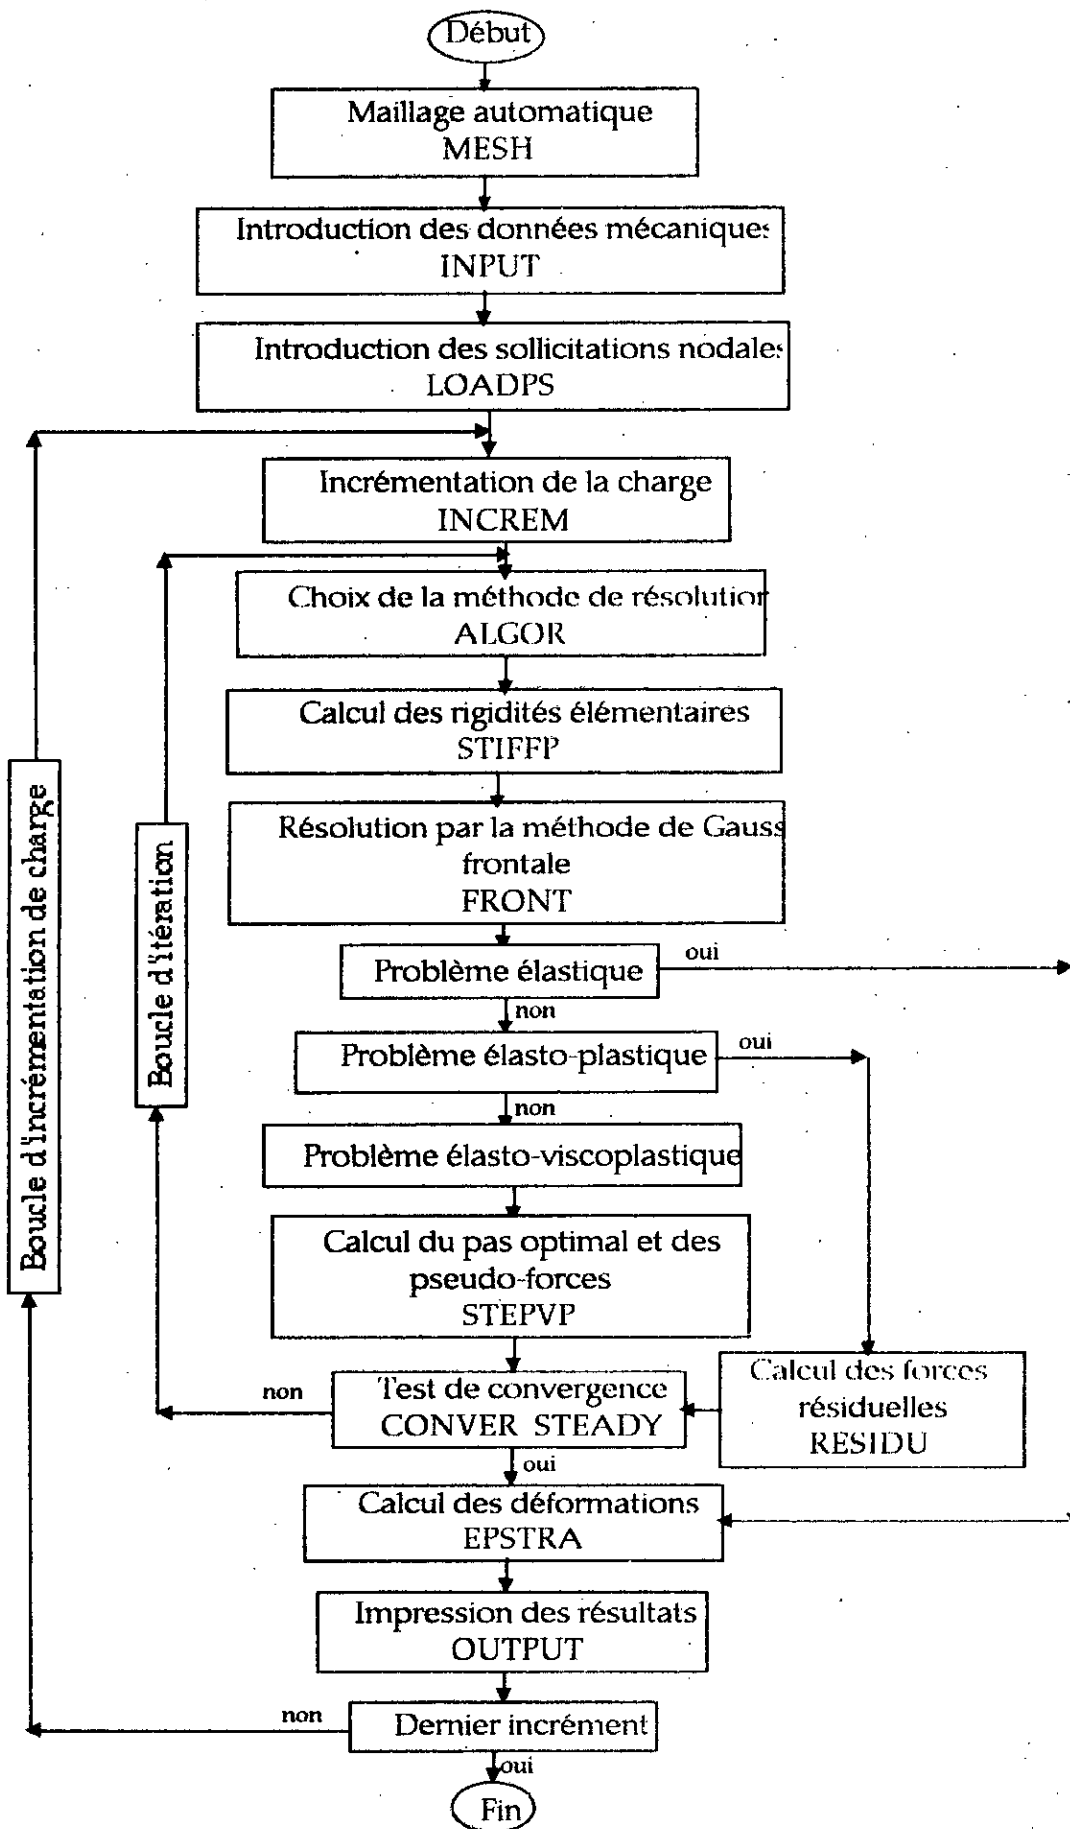 Début
Maillage automatique
MESH
Introduction des données mécaniques
INPUT
Introduction des sollicitations nodales
LOADPS
Incrémentation de la charge
INCREM
Choix de la méthode de résolution
ALGOR
Calcul des rigidités élémentaires
STIFFP
Résolution par la méthode de Gauss
frontale
FRONT
Problème élastique
oui
non
Problème élasto-plastique
oui
non
Problème élasto-viscoplastique
Calcul du pas optimal et des
pseudo-forces
STEPVP
Calcul des forces
résiduelles
RESIDU
Test de convergence
CONVER STEADY
non
oui
Calcul des déformations
EPSTRA
Impression des résultats
OUTPUT
Dernier incrément
non
oui
Fin
Boucle d'itération
Boucle d'incrémentation de charge